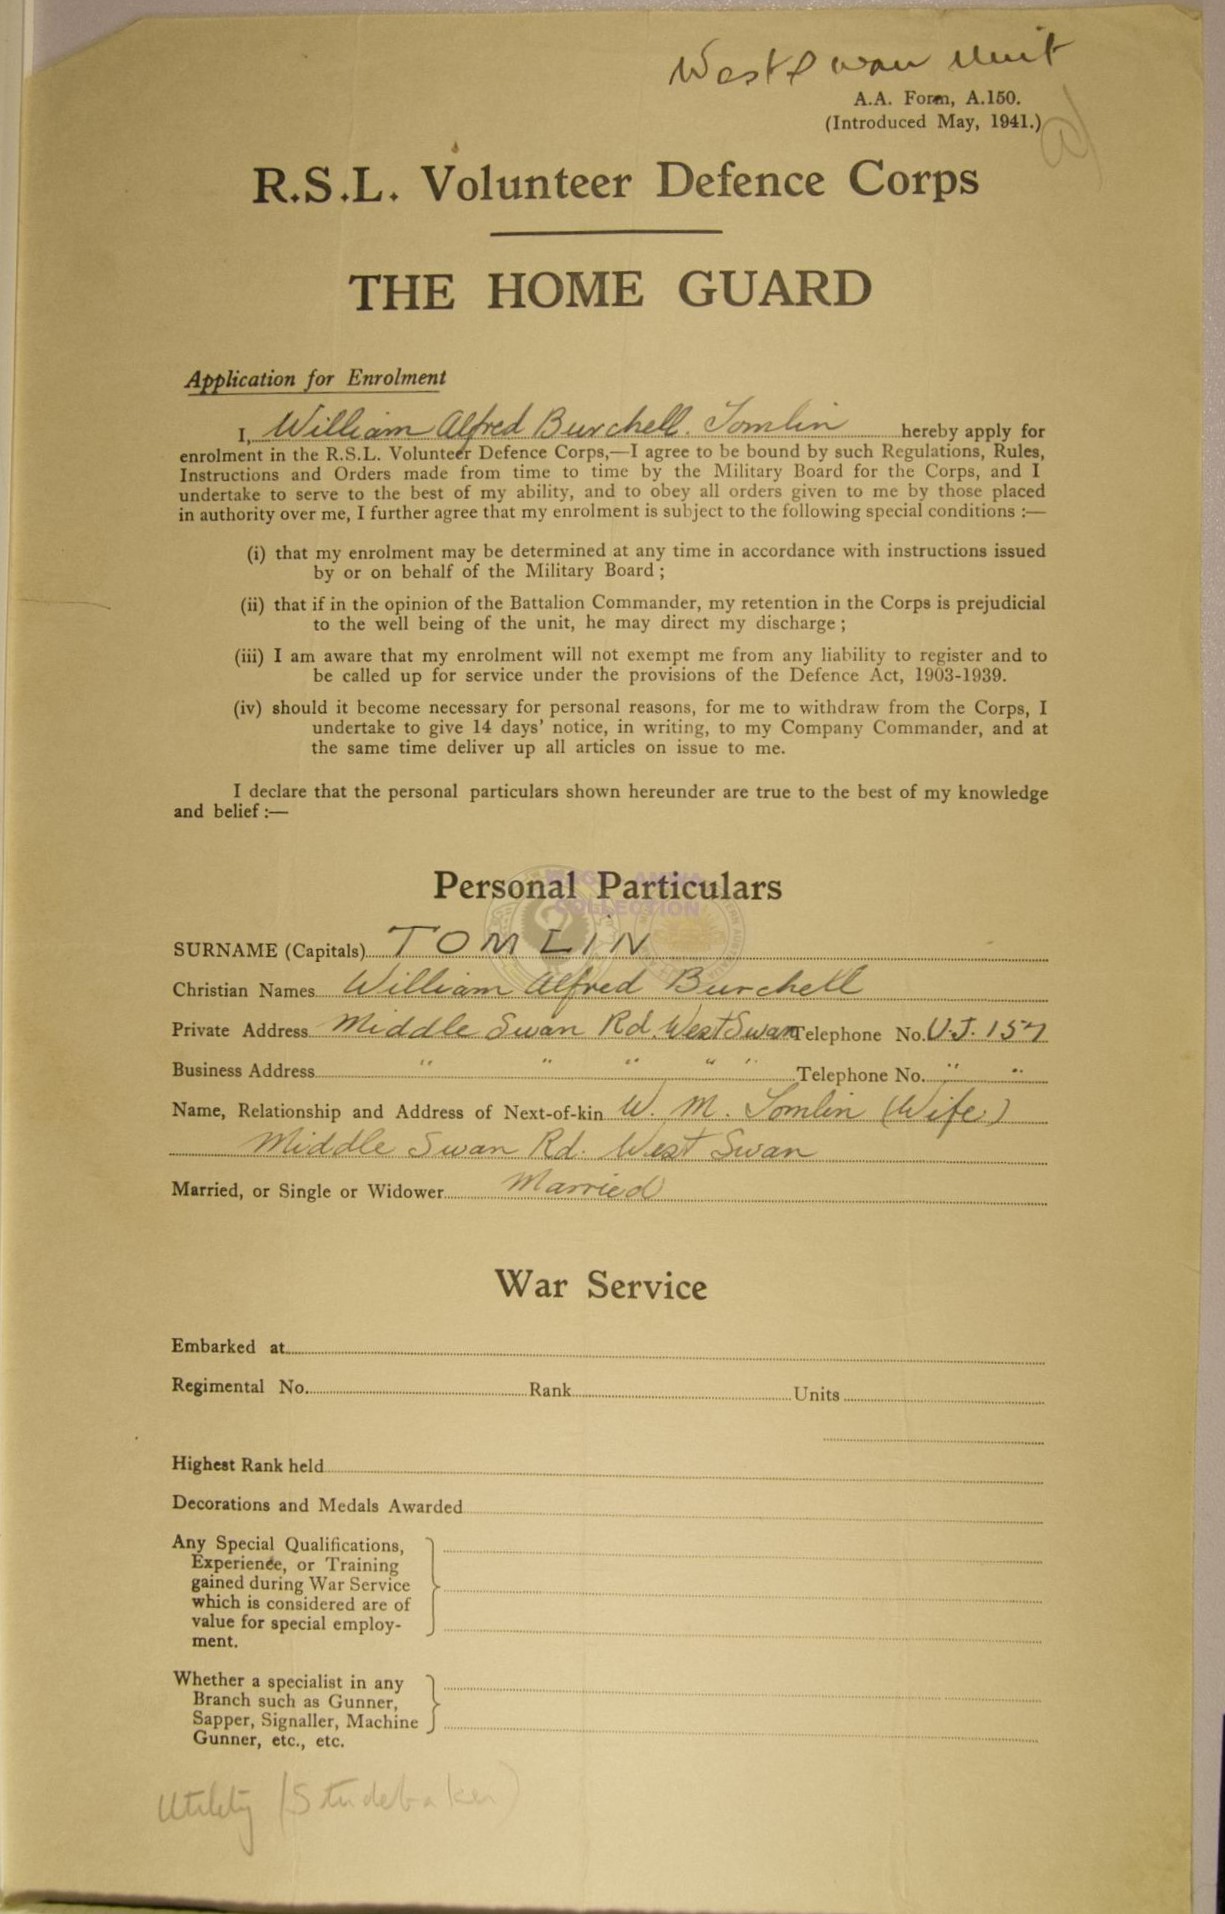 West Swan Unit
A.A. Form, A.150.
(Introduced May, 1941.)
R.S.L. Volunteer Defence Corps
THE HOME GUARD
Application for Enrolment
I, William Alfred Burchell. Tomlin hereby apply for
enrolment in the R.S.L. Volunteer Defence Corps,—I agree to be bound by such Regulations, Rules,
Instructions and Orders made from time to time by the Military Board for the Corps, and I
undertake to serve to the best of my ability, and to obey all orders given to me by those placed
in authority over me, I further agree that my enrolment is subject to the following special conditions :—
(i) that my enrolment may be determined at any time in accordance with instructions issued
by or on behalf of the Military Board ;
(ii) that if in the opinion of the Battalion Commander, my retention in the Corps is prejudicial
to the well being of the unit, he may direct my discharge ;
(iii) I am aware that my enrolment will not exempt me from any liability to register and to
be called up for service under the provisions of the Defence Act, 1903-1939.
(iv) should it become necessary for personal reasons, for me to withdraw from the Corps, I
undertake to give 14 days' notice, in writing, to my Company Commander, and at
the same time deliver up all articles on issue to me.
I declare that the personal particulars shown hereunder are true to the best of my knowledge
and belief :—
Personal Particulars
SURNAME (Capitals) TOMLIN
Christian Names William Alfred Burchell
Private Address Middle Swan Rd. West Swan Telephone No. U.J. 157
Business Address " " " " " Telephone No. " "
Name, Relationship and Address of Next-of-kin W. M. Tomlin (Wife)
Middle Swan Rd. West Swan
Married, or Single or Widower Married
War Service
Embarked at
Regimental No. Rank Units
Highest Rank held
Decorations and Medals Awarded
Any Special Qualifications,
Experience, or Training
gained during War Service
which is considered are of
value for special employ-
ment.
Whether a specialist in any
Branch such as Gunner,
Sapper, Signaller, Machine
Gunner, etc., etc.
Utility (Studebaker)